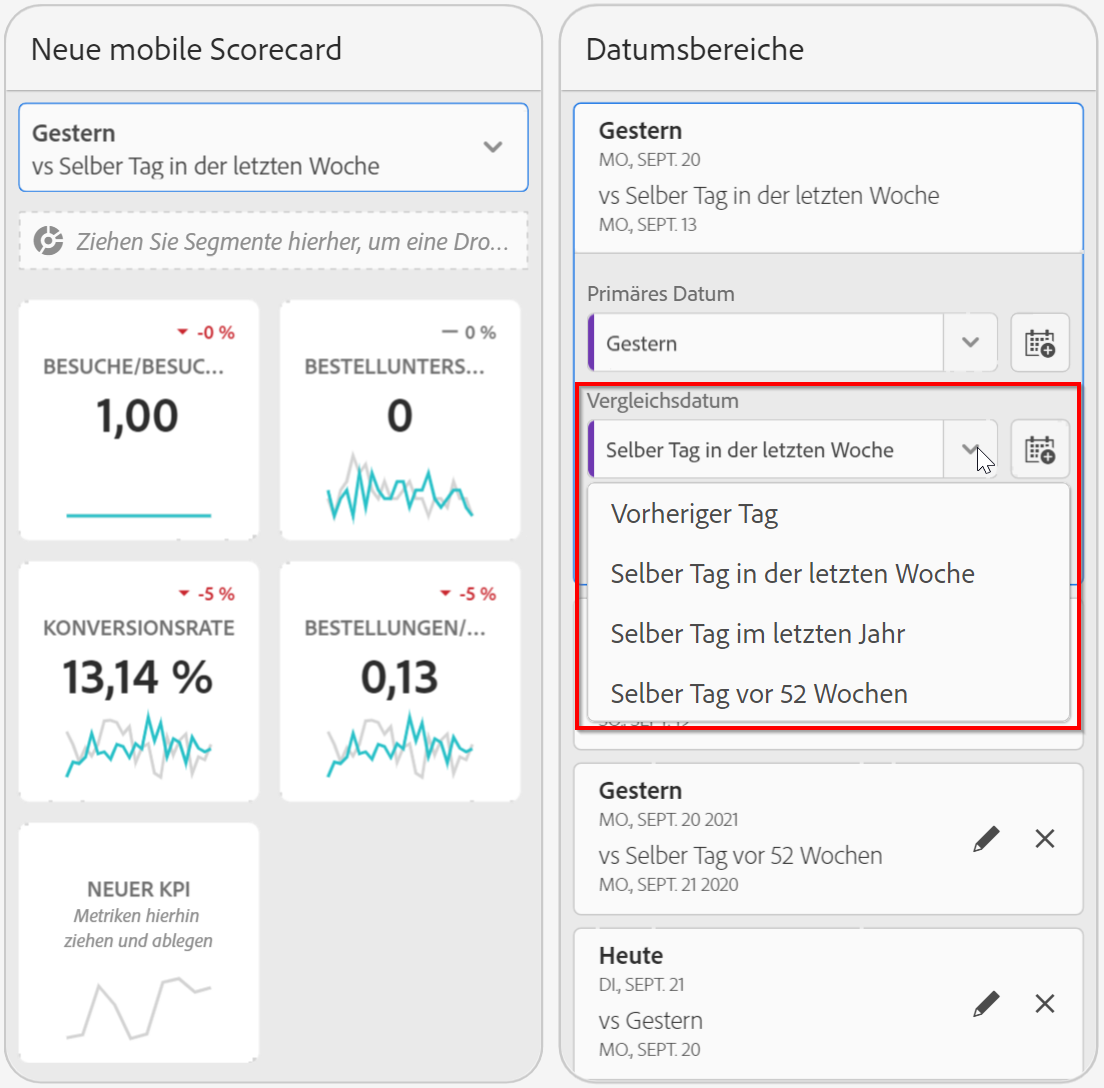 Neue mobile Scorecard
Gestern
vs Selber Tag in der letzten Woche
Ziehen Sie Segmente hierher, um eine Dro...
-0 %
BESUCHE/BESUC...
1,00
0 %
BESTELLUNTERS...
0
-5 %
KONVERSIONSRATE
13,14 %
-5 %
BESTELLUNGEN/...
0,13
NEUER KPI
Metriken hierhin
ziehen und ablegen
Datumsbereiche
Gestern
MO, SEPT. 20
vs Selber Tag in der letzten Woche
MO, SEPT. 13
Primäres Datum
Gestern
Vergleichsdatum
Selber Tag in der letzten Woche
Vorheriger Tag
Selber Tag in der letzten Woche
Selber Tag im letzten Jahr
Selber Tag vor 52 Wochen
Gestern
MO., SEPT. 20 2021
vs Selber Tag vor 52 Wochen
MO., SEPT. 21 2020
Heute
DI., SEPT. 21
vs Gestern
MO., SEPT. 20